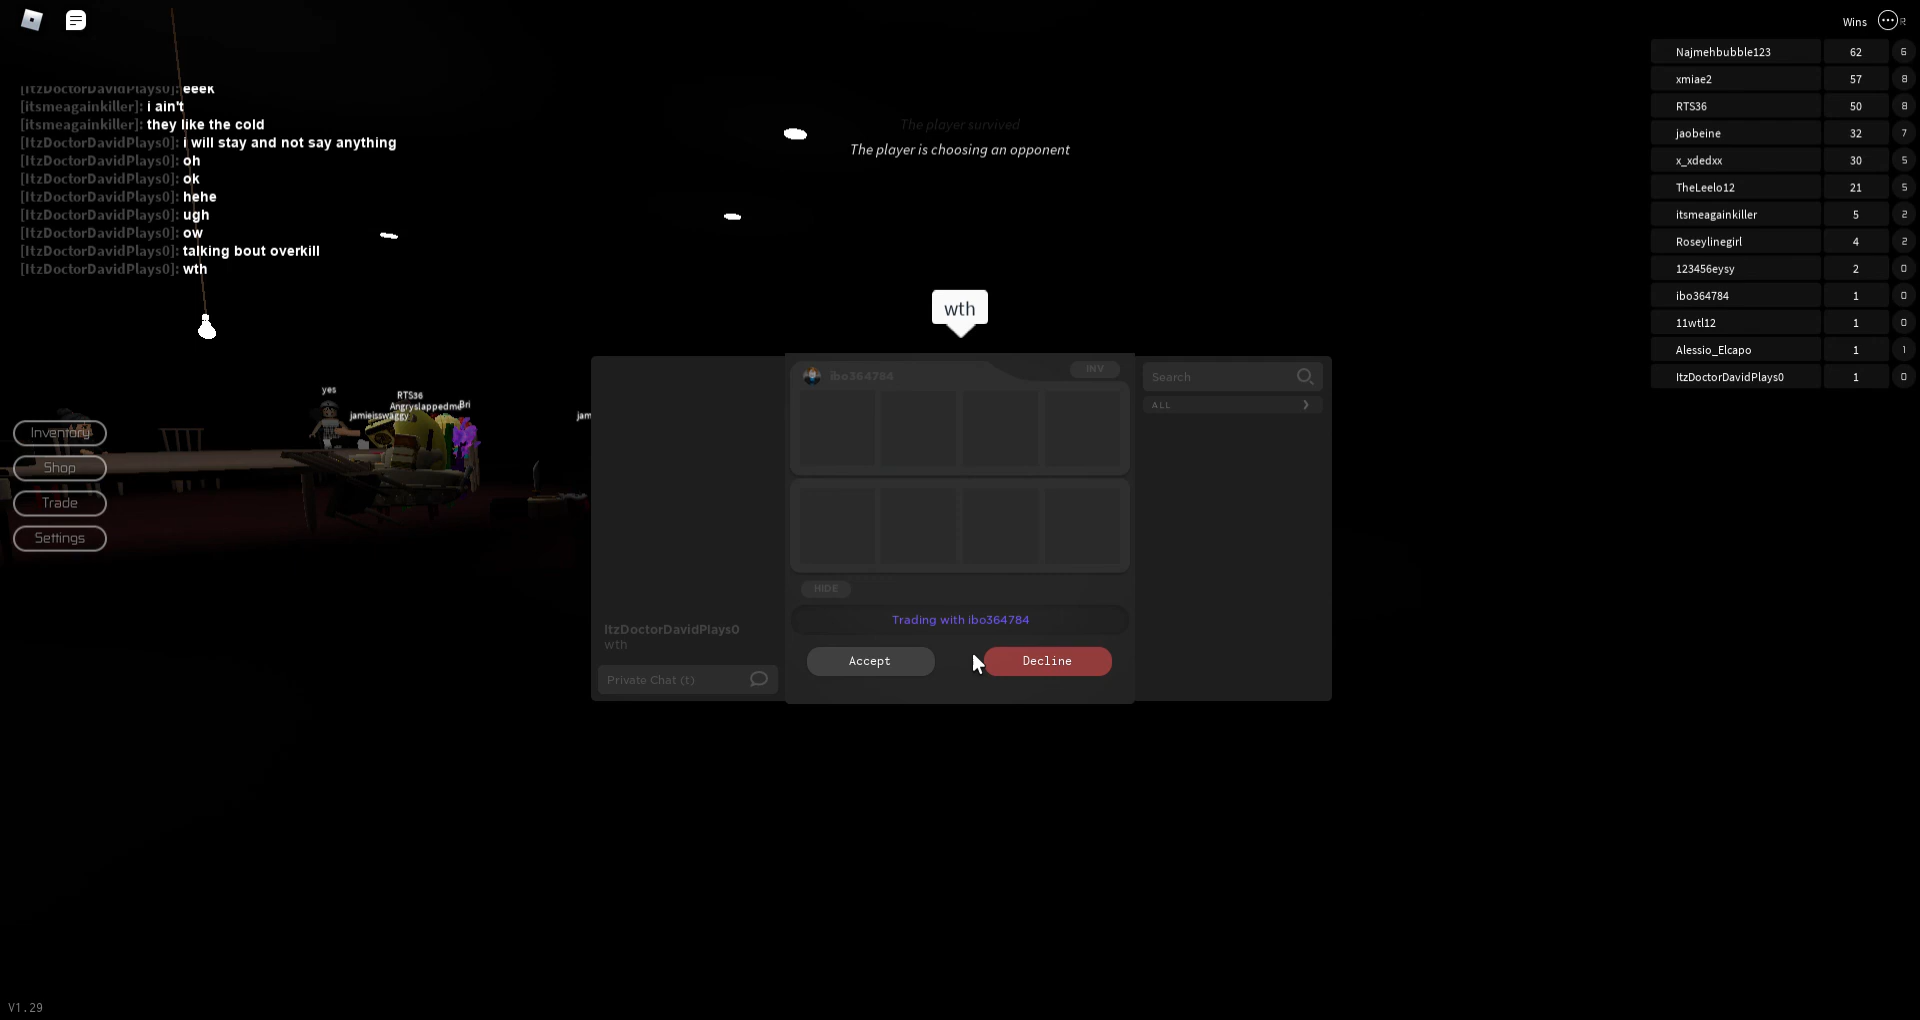 Wins
R
[ItzDoctorDavidPlays0]: eeek
[itsmeagainkiller]: i ain't
[itsmeagainkiller]: they like the cold
[ItzDoctorDavidPlays0]: i will stay and not say anything
[ItzDoctorDavidPlays0]: oh
[ItzDoctorDavidPlays0]: ok
[ItzDoctorDavidPlays0]: hehe
[ItzDoctorDavidPlays0]: ugh
[ItzDoctorDavidPlays0]: ow
[ItzDoctorDavidPlays0]: talking bout overkill
[ItzDoctorDavidPlays0]: wth
The player survived
The player is choosing an opponent
Najmehbubble123 62 6
xmiae2 57 8
RTS36 50 8
jaobeine 32 7
x_xdedxx 30 5
TheLeelo12 21 5
itsmeagainkiller 5 2
Roseylinegirl 4 2
123456eysy 2 0
ibo364784 1 0
11wtl12 1 0
Alessio_Elcapo 1 1
ItzDoctorDavidPlays0 1 0
wth
yes
RTS36
Angryslappedme
Bri
jamieisswaggy
jam
Inventory
Shop
Trade
Settings
ibo364784
INV
Search
ALL
HIDE
Trading with ibo364784
Accept
Decline
ItzDoctorDavidPlays0
wth
Private Chat (t)
V1.29